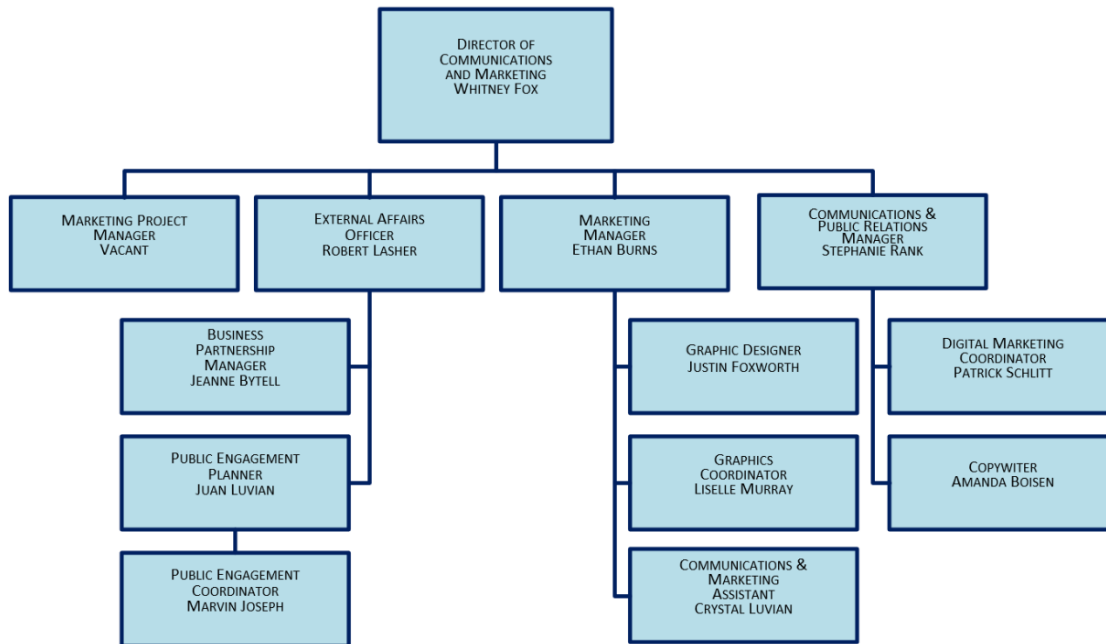 DIRECTOR OF
COMMUNICATIONS
AND MARKETING
WHITNEY FOX
MARKETING PROJECT
MANAGER
VACANT
EXTERNAL AFFAIRS
OFFICER
ROBERT LASHER
MARKETING
MANAGER
ETHAN BURNS
COMMUNICATIONS &
PUBLIC RELATIONS
MANAGER
STEPHANIE RANK
BUSINESS
PARTNERSHIP
MANAGER
JEANNE BYTELL
GRAPHIC DESIGNER
JUSTIN FOXWORTH
DIGITAL MARKETING
COORDINATOR
PATRICK SCHLITT
PUBLIC ENGAGEMENT
PLANNER
JUAN LUVIAN
GRAPHICS
COORDINATOR
LISELLE MURRAY
COPYWITER
AMANDA BOISEN
PUBLIC ENGAGEMENT
COORDINATOR
MARVIN JOSEPH
COMMUNICATIONS &
MARKETING
ASSISTANT
CRYSTAL LUVIAN